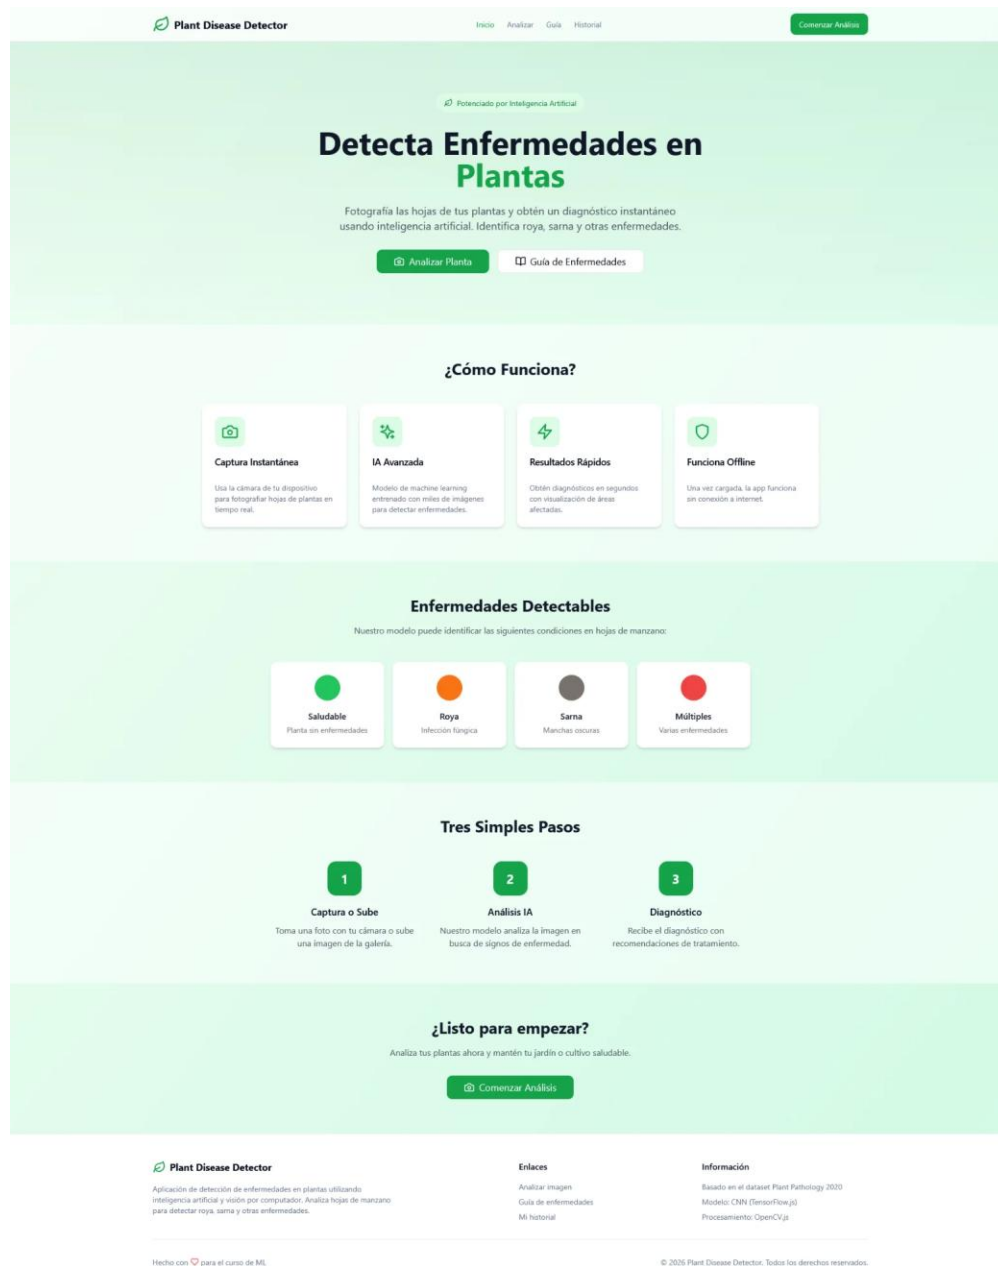 Plant Disease Detector
Inicio Analizar Guía Historial
Comenzar Análisis
Potenciado por Inteligencia Artificial
Detecta Enfermedades en
Plantas
Fotografía las hojas de tus plantas y obtén un diagnóstico instantáneo
usando inteligencia artificial. Identifica roya, sarna y otras enfermedades.
Analizar Planta
Guía de Enfermedades
¿Cómo Funciona?
Captura Instantánea
Usa la cámara de tu dispositivo
para fotografiar hojas de plantas en
tiempo real.
IA Avanzada
Modelo de machine learning
entrenado con miles de imágenes
para detectar enfermedades.
Resultados Rápidos
Obtén diagnósticos en segundos
con visualización de áreas
afectadas.
Funciona Offline
Una vez cargada, la app funciona
sin conexión a internet.
Enfermedades Detectables
Nuestro modelo puede identificar las siguientes condiciones en hojas de manzano:
Saludable
Planta sin enfermedades
Roya
Infección fúngica
Sarna
Manchas oscuras
Múltiples
Varias enfermedades
Tres Simples Pasos
1
Captura o Sube
Toma una foto con tu cámara o sube
una imagen de la galería.
2
Análisis IA
Nuestro modelo analiza la imagen en
busca de signos de enfermedad.
3
Diagnóstico
Recibe el diagnóstico con
recomendaciones de tratamiento.
¿Listo para empezar?
Analiza tus plantas ahora y mantén tu jardín o cultivo saludable.
Comenzar Análisis
Plant Disease Detector
Aplicación de detección de enfermedades en plantas utilizando
inteligencia artificial y visión por computador. Analiza hojas de manzano
para detectar roya, sarna y otras enfermedades.
Enlaces
Analizar imagen
Guía de enfermedades
Mi historial
Información
Basado en el dataset Plant Pathology 2020
Modelo: CNN (TensorFlow.js)
Procesamiento: OpenCV.js
Hecho con para el curso de ML
© 2026 Plant Disease Detector. Todos los derechos reservados.